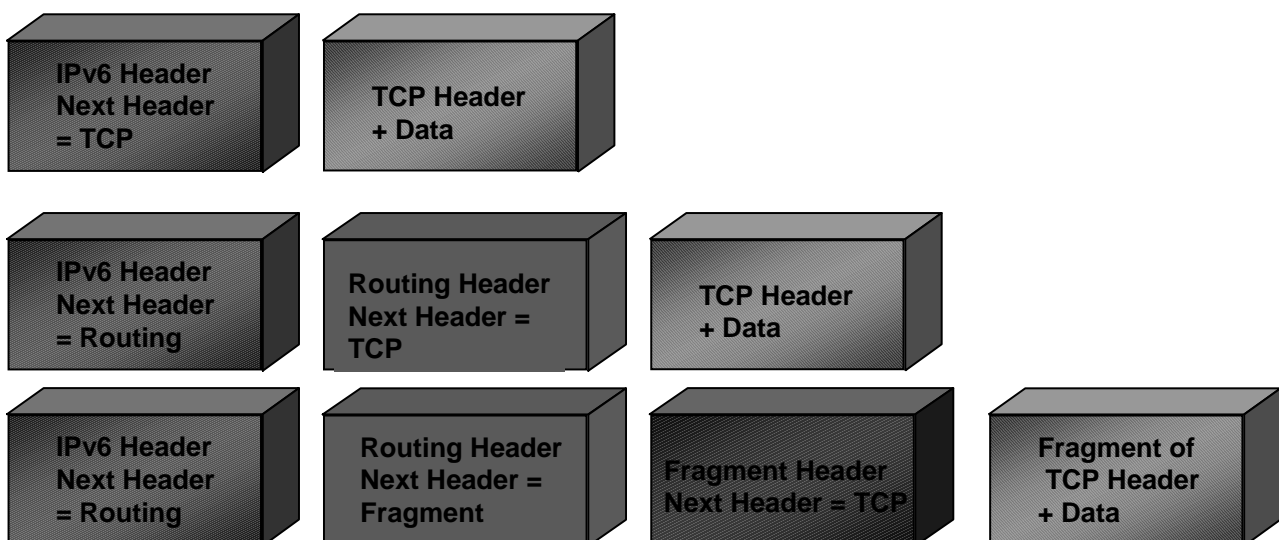 IPv6 Header
Next Header
= TCP
TCP Header
+ Data
IPv6 Header
Next Header
= Routing
Routing Header
Next Header =
TCP
TCP Header
+ Data
IPv6 Header
Next Header
= Routing
Routing Header
Next Header =
Fragment
Fragment Header
Next Header = TCP
Fragment of
TCP Header
+ Data